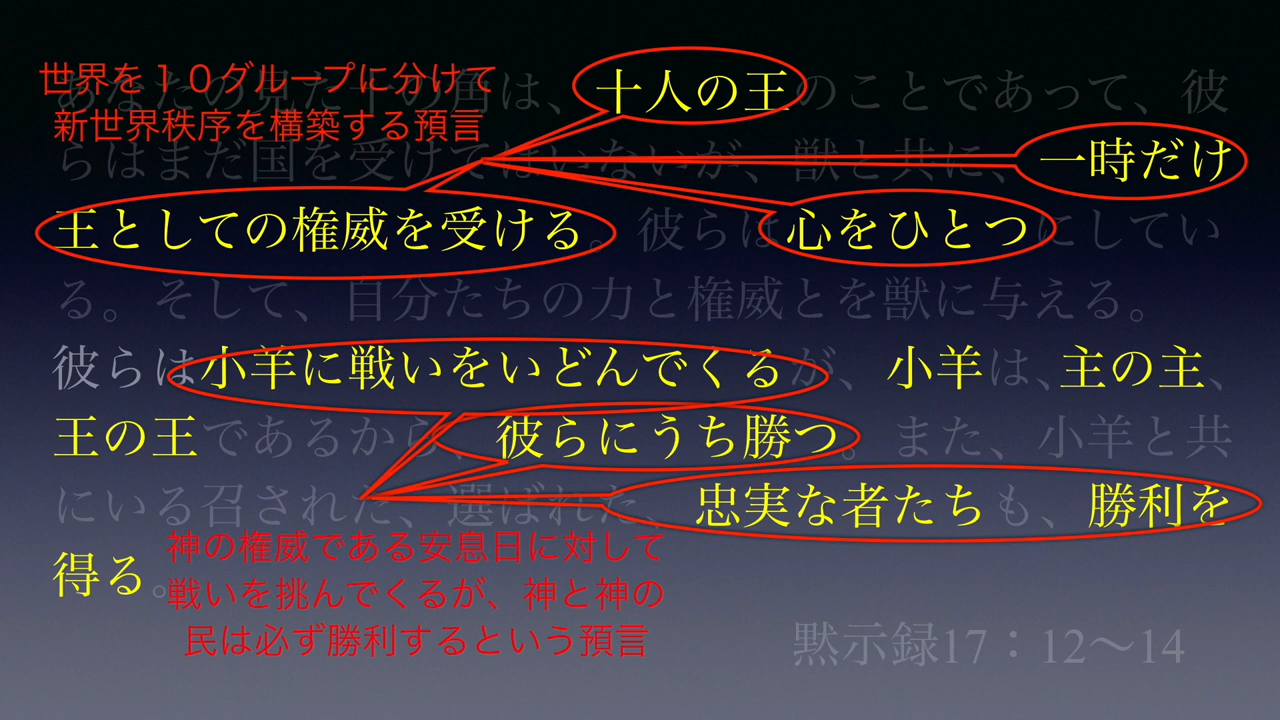 世界を１０グループに分けて
新世界秩序を構築する預言
あなたの見た十の角は、十人の王のことであって、彼
らはまだ国を受けてはいないが、獣と共に、一時だけ
王としての権威を受ける。彼らは心をひとつにしてい
る。そして、自分たちの力と権威とを獣に与える。
彼らは小羊に戦いをいどんでくるが、小羊は、主の主、
王の王であるから、彼らにうち勝つ。また、小羊と共
にいる召された、選ばれた、忠実な者たちも、勝利を
得る。
神の権威である安息日に対して
戦いを挑んでくるが、神と神の
民は必ず勝利するという預言
黙示録17：12〜14